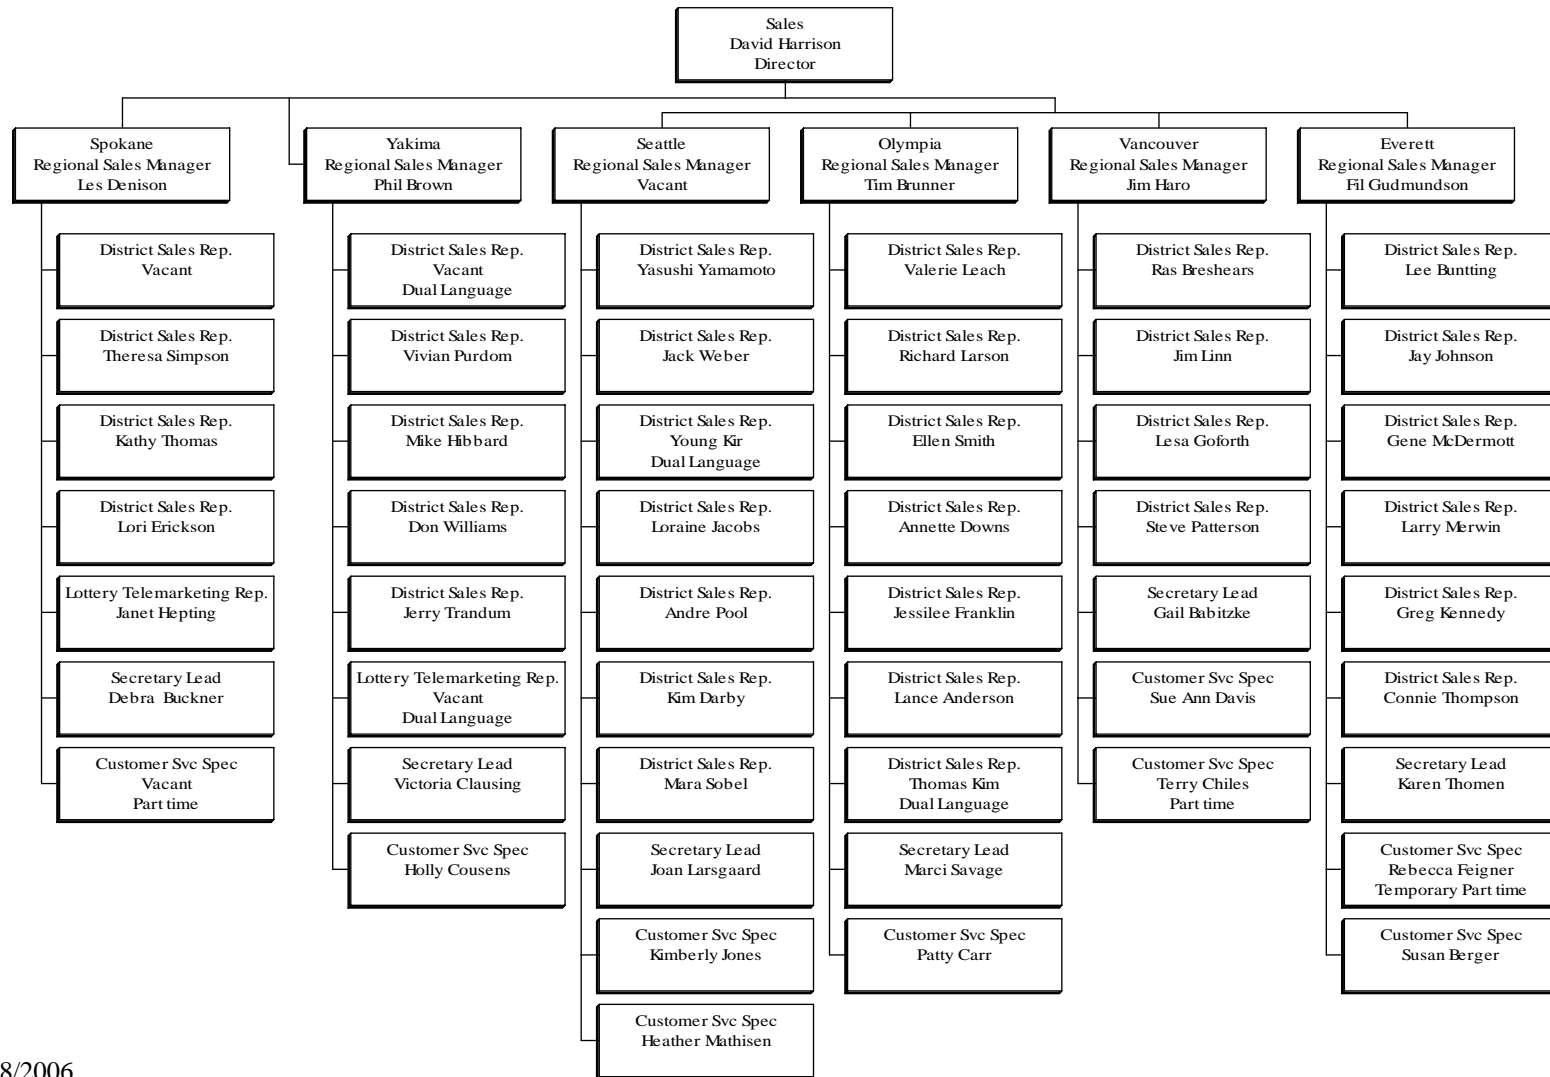 Sales
David Harrison
Director
Spokane
Regional Sales Manager
Les Denison
District Sales Rep.
Vacant
District Sales Rep.
Theresa Simpson
District Sales Rep.
Kathy Thomas
District Sales Rep.
Lori Erickson
Lottery Telemarketing Rep.
Janet Hepting
Secretary Lead
Debra Buckner
Customer Svc Spec
Vacant
Part time
Yakima
Regional Sales Manager
Phil Brown
District Sales Rep.
Vacant
Dual Language
District Sales Rep.
Vivian Purdom
District Sales Rep.
Mike Hibbard
District Sales Rep.
Don Williams
District Sales Rep.
Jerry Trandum
Lottery Telemarketing Rep.
Vacant
Dual Language
Secretary Lead
Victoria Clausing
Customer Svc Spec
Holly Cousens
Seattle
Regional Sales Manager
Vacant
District Sales Rep.
Yasushi Yamamoto
District Sales Rep.
Jack Weber
District Sales Rep.
Young Kir
Dual Language
District Sales Rep.
Loraine Jacobs
District Sales Rep.
Andre Pool
District Sales Rep.
Kim Darby
District Sales Rep.
Mara Sobel
Secretary Lead
Joan Larsgaard
Customer Svc Spec
Kimberly Jones
Customer Svc Spec
Heather Mathisen
Olympia
Regional Sales Manager
Tim Brunner
District Sales Rep.
Valerie Leach
District Sales Rep.
Richard Larson
District Sales Rep.
Ellen Smith
District Sales Rep.
Annette Downs
District Sales Rep.
Jessilee Franklin
District Sales Rep.
Lance Anderson
District Sales Rep.
Thomas Kim
Dual Language
Secretary Lead
Marci Savage
Customer Svc Spec
Patty Carr
Vancouver
Regional Sales Manager
Jim Haro
District Sales Rep.
Ras Breshears
District Sales Rep.
Jim Linn
District Sales Rep.
Lesa Goforth
District Sales Rep.
Steve Patterson
Secretary Lead
Gail Babitzke
Customer Svc Spec
Sue Ann Davis
Customer Svc Spec
Terry Chiles
Part time
Everett
Regional Sales Manager
Fil Gudmundson
District Sales Rep.
Lee Buntting
District Sales Rep.
Jay Johnson
District Sales Rep.
Gene McDermott
District Sales Rep.
Larry Merwin
District Sales Rep.
Greg Kennedy
District Sales Rep.
Connie Thompson
Secretary Lead
Karen Thomen
Customer Svc Spec
Rebecca Feigner
Temporary Part time
Customer Svc Spec
Susan Berger
8/2006